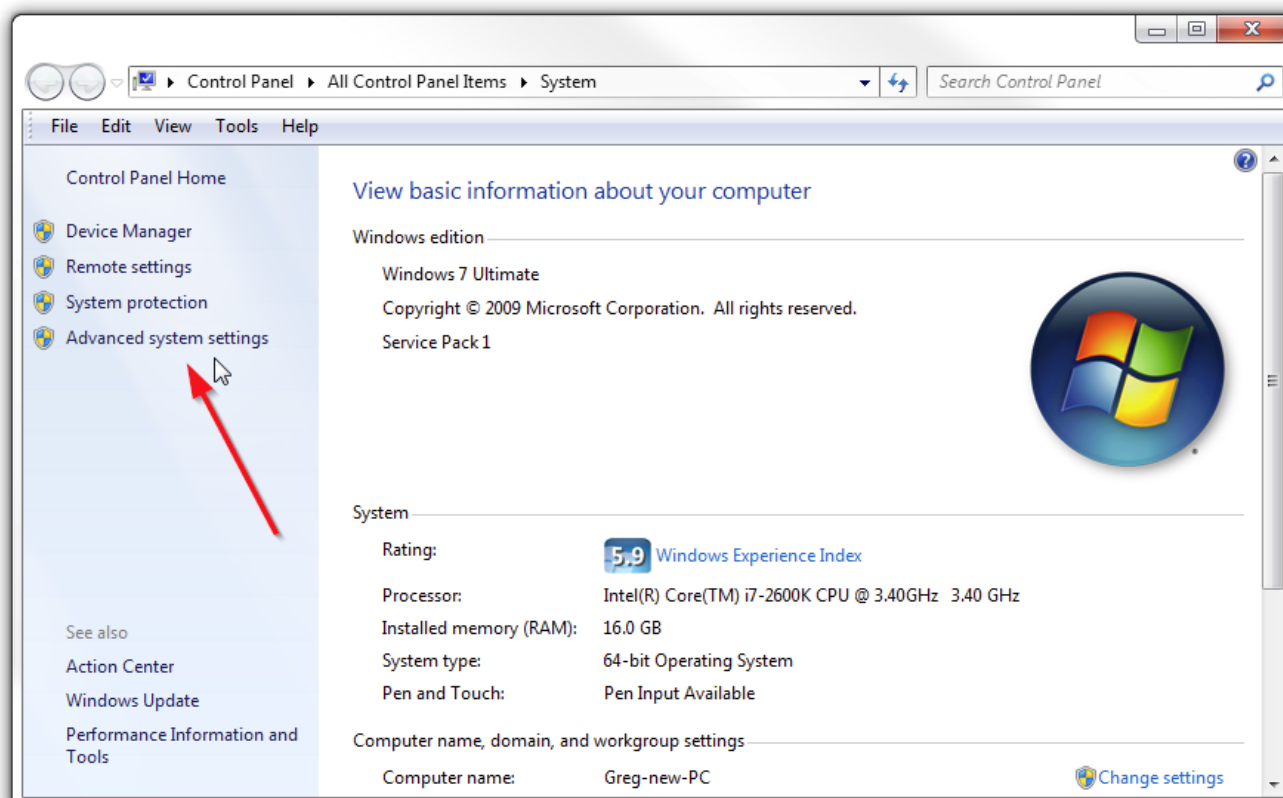 Control Panel ▸ All Control Panel Items ▸ System
Search Control Panel
File Edit View Tools Help
Control Panel Home
Device Manager
Remote settings
System protection
Advanced system settings
See also
Action Center
Windows Update
Performance Information and
Tools
View basic information about your computer
Windows edition
Windows 7 Ultimate
Copyright © 2009 Microsoft Corporation. All rights reserved.
Service Pack 1
System
Rating: 5.9 Windows Experience Index
Processor: Intel(R) Core(TM) i7-2600K CPU @ 3.40GHz 3.40 GHz
Installed memory (RAM): 16.0 GB
System type: 64-bit Operating System
Pen and Touch: Pen Input Available
Computer name, domain, and workgroup settings
Computer name: Greg-new-PC Change settings